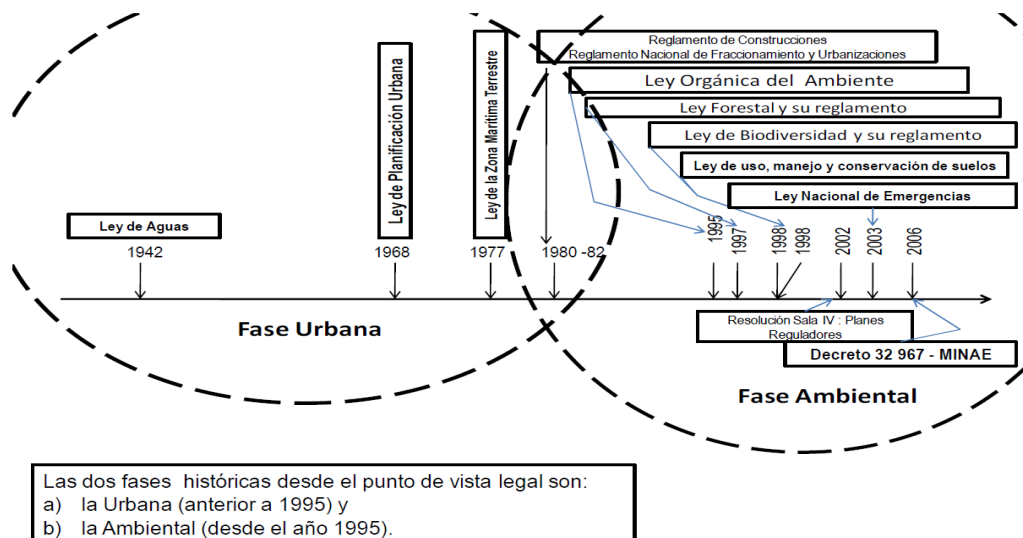 Reglamento de Construcciones
Reglamento Nacional de Fraccionamiento y Urbanizaciones
Ley Orgánica del Ambiente
Ley Forestal y su reglamento
Ley de Biodiversidad y su reglamento
Ley de uso, manejo y conservación de suelos
Ley Nacional de Emergencias
Ley de Planificación Urbana
Ley de la Zona Marítima Terrestre
Ley de Aguas
1942
1968
1977
1980 -82
1995
1997
1998
1998
2002
2003
2006
Fase Urbana
Resolución Sala IV : Planes
Reguladores
Decreto 32 967 - MINAE
Fase Ambiental
Las dos fases históricas desde el punto de vista legal son:
a) la Urbana (anterior a 1995) y
b) la Ambiental (desde el año 1995).